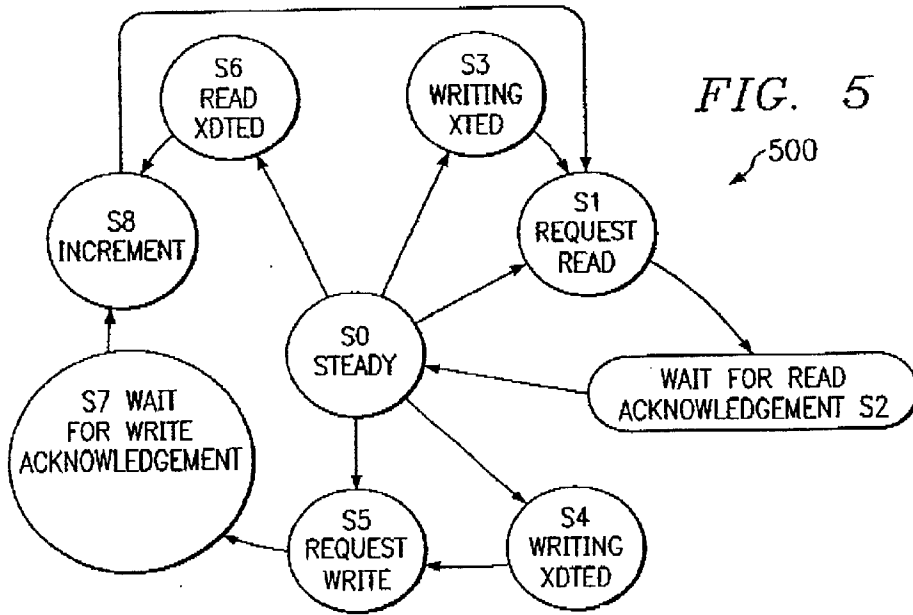 S6
READ
XDTED
S3
WRITING
XTED
FIG. 5
500
S8
INCREMENT
S1
REQUEST
READ
S0
STEADY
WAIT FOR READ
ACKNOWLEDGEMENT S2
S7 WAIT
FOR WRITE
ACKNOWLEDGEMENT
S5
REQUEST
WRITE
S4
WRITING
XDTED